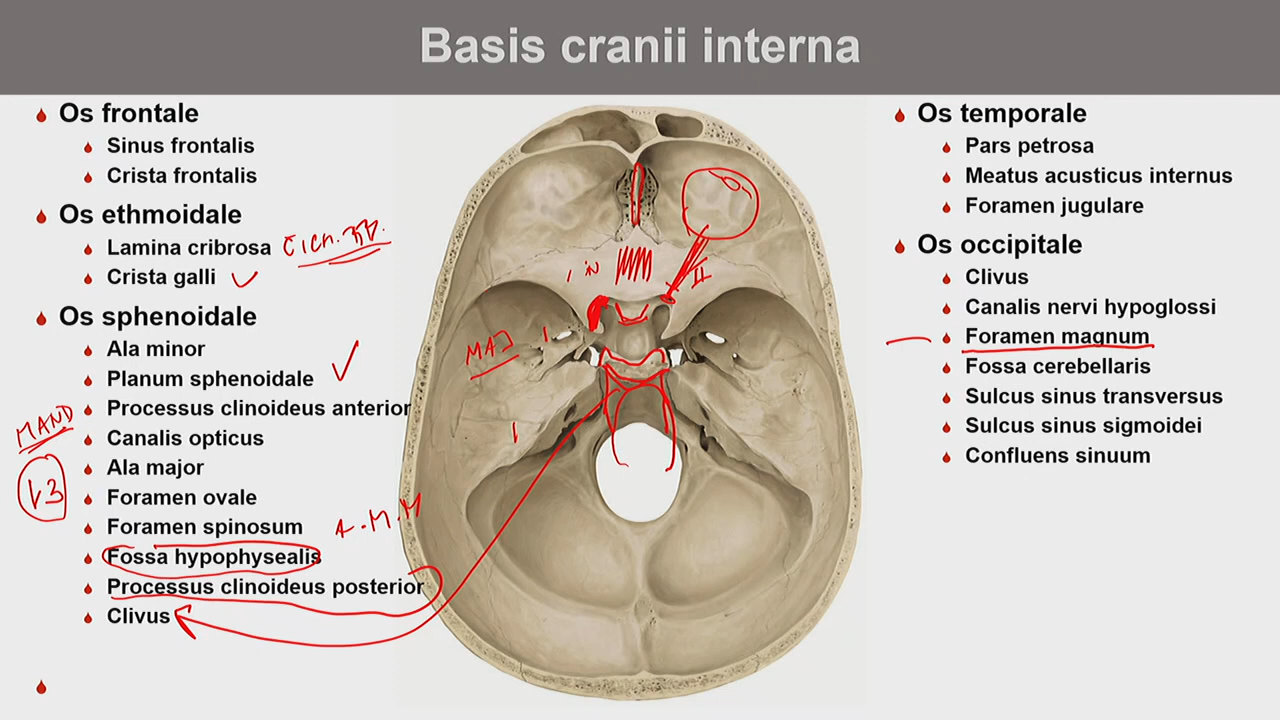 Basis cranii interna
Os frontale
Sinus frontalis
Crista frontalis
Os ethmoidale
Lamina cribrosa
Crista galli
Os sphenoidale
Ala minor
Planum sphenoidale
Processus clinoideus anterior
MAND
Canalis opticus
Ala major
V3
Foramen ovale
Foramen spinosum A.M.M
Fossa hypophysealis
Processus clinoideus posterior
Clivus
II
MAJ
Os temporale
Pars petrosa
Meatus acusticus internus
Foramen jugulare
Os occipitale
Clivus
Canalis nervi hypoglossi
Foramen magnum
Fossa cerebellaris
Sulcus sinus transversus
Sulcus sinus sigmoidei
Confluens sinuum